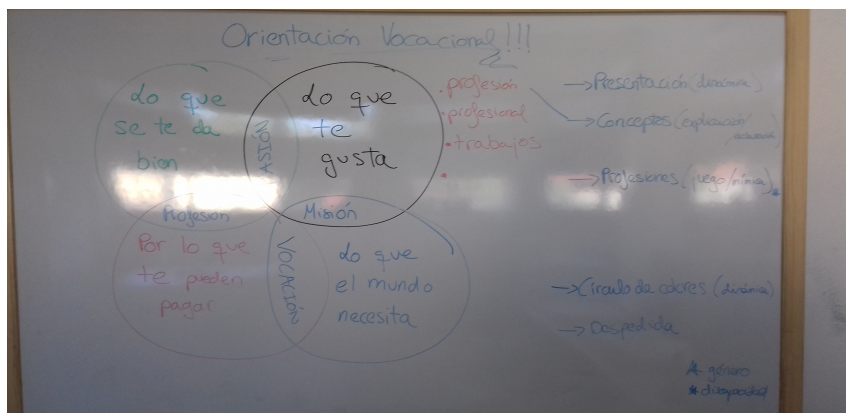 Orientación Vocacional!!!
Lo que
se te da
bien
PASIÓN
Lo que
te
gusta
Profesión
Misión
Por lo que
te pueden
pagar
VOCACIÓN
Lo que
el mundo
necesita
. profesión
. profesional
. trabajos
.
→ Presentación (dinámica)
→ Conceptos (explicación/
→ Profesiones (juego/mímica)*
→ Círculo de colores (dinámica)
→ Despedida
* género
* discapacidad